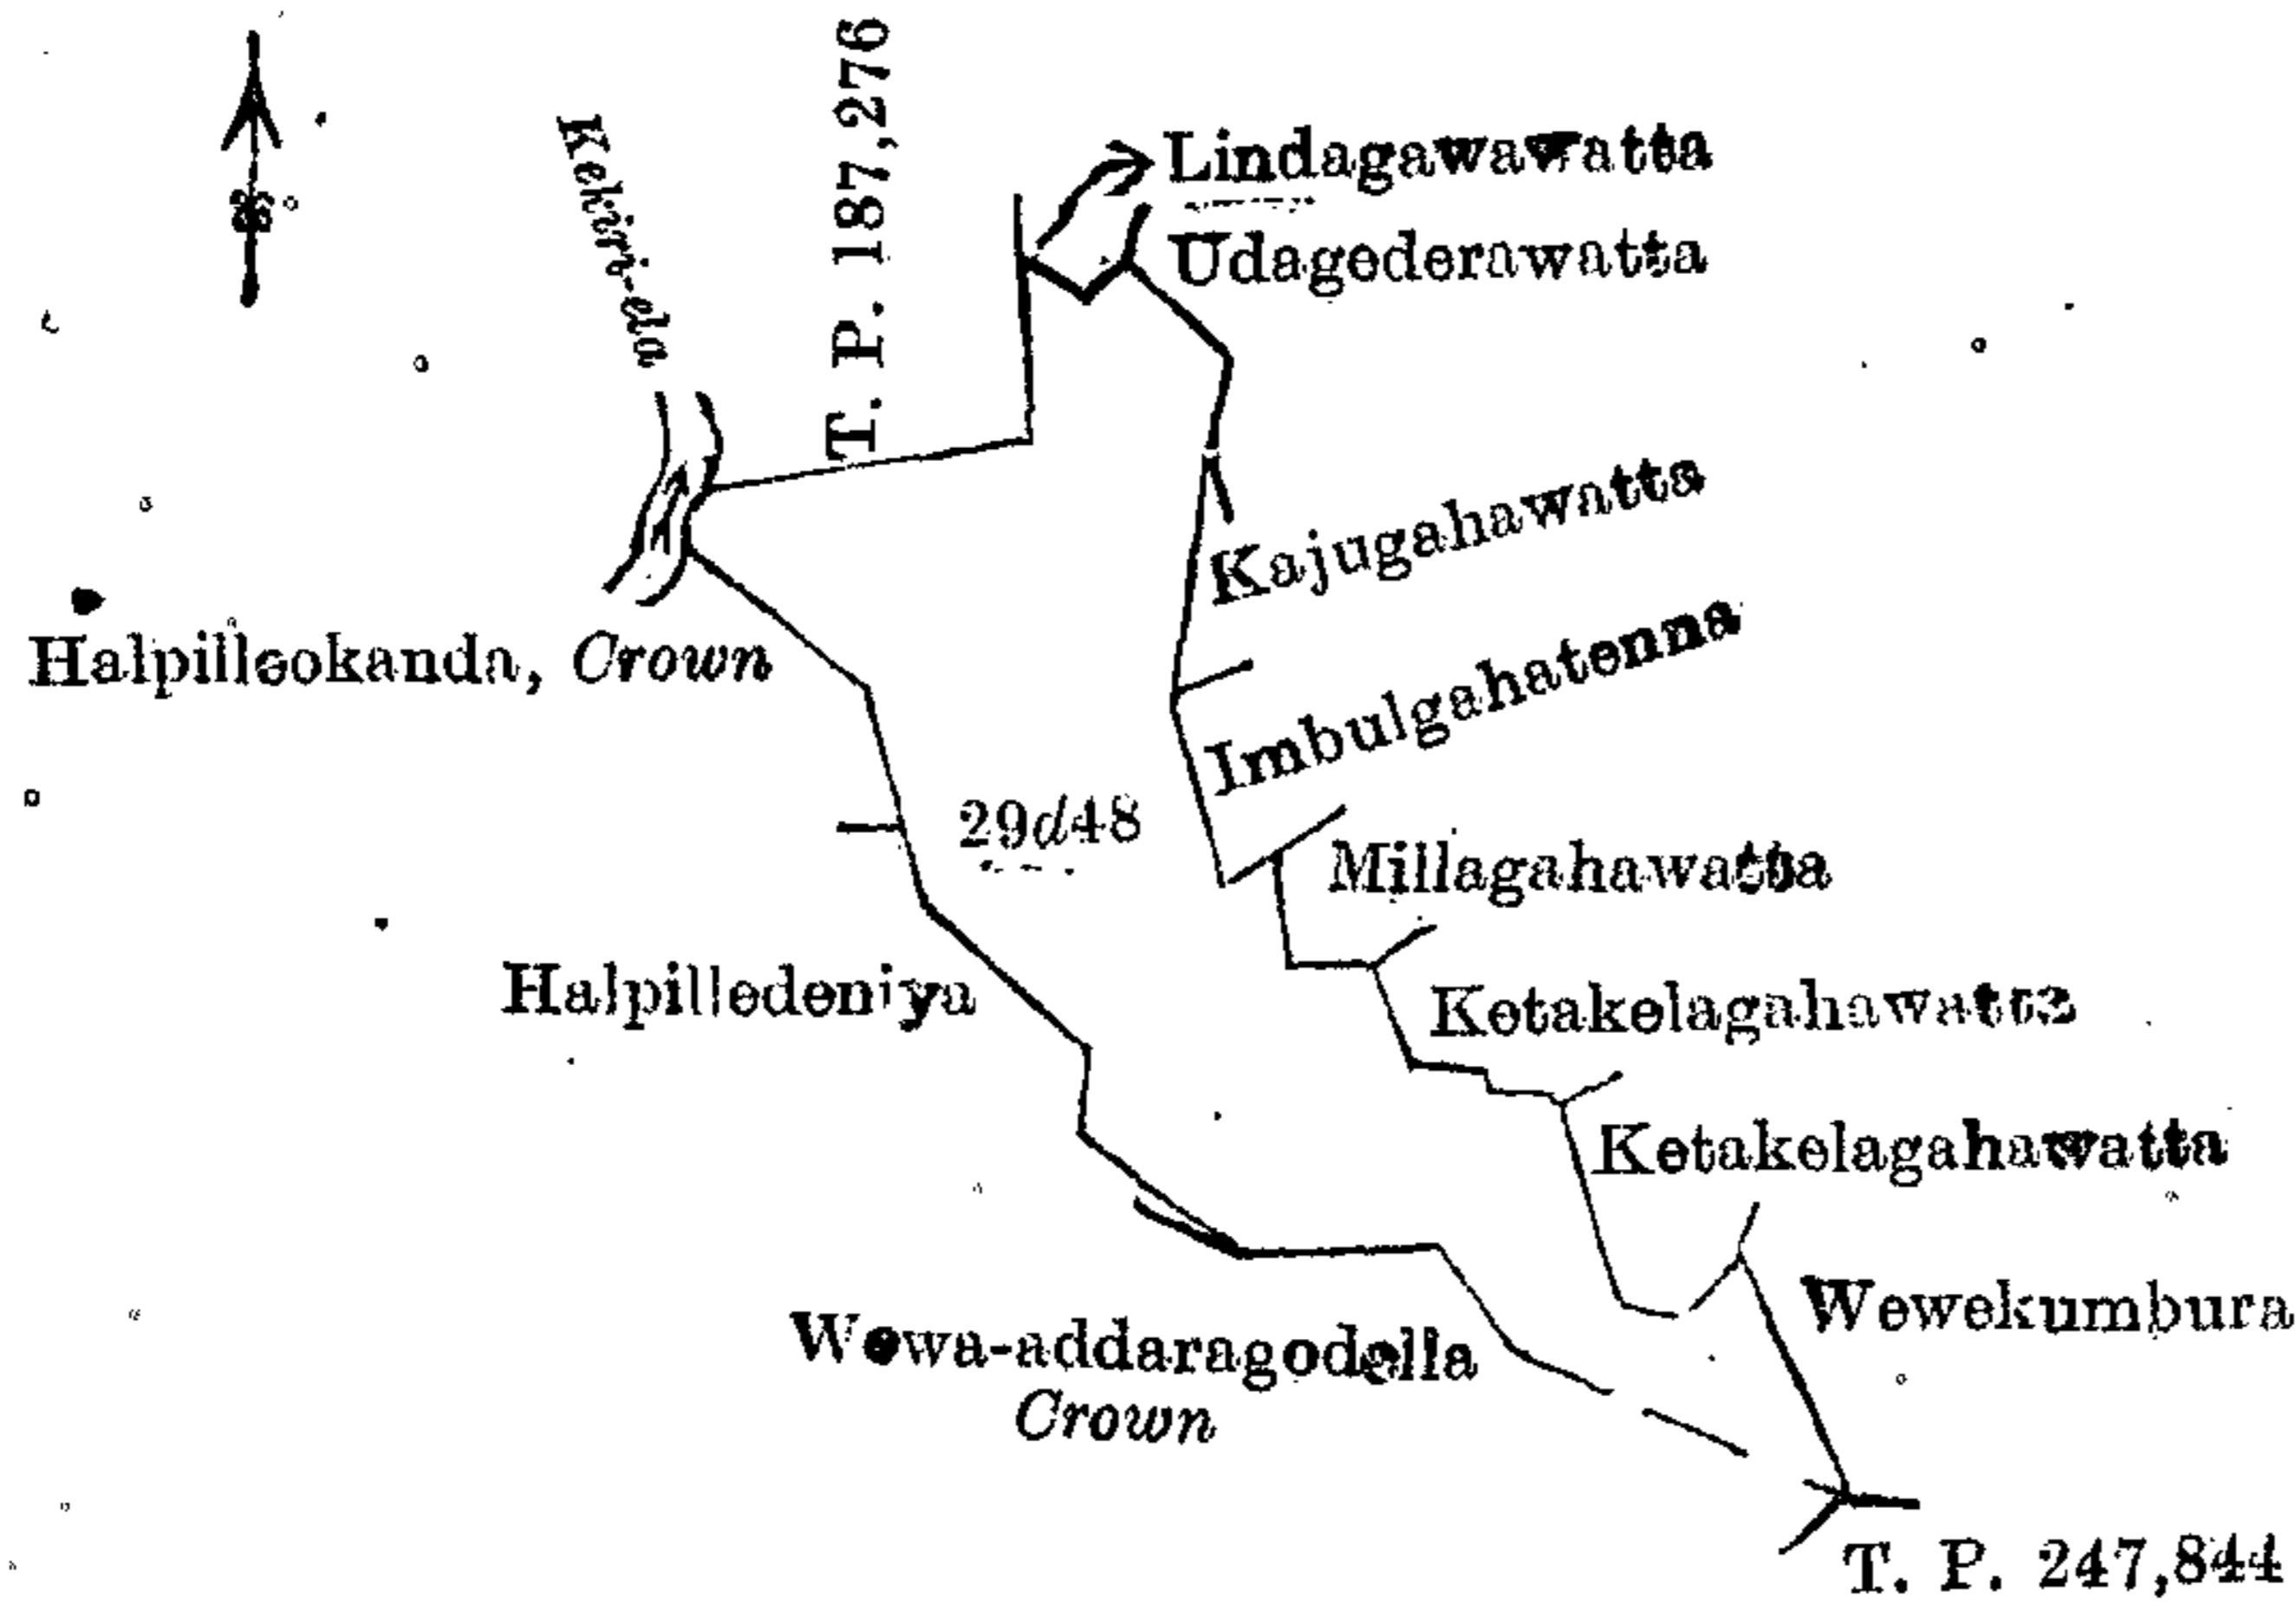 T. P. 187,276
Kehiri-ela
Lindagawawatta
Udagederawatta
Kajugahawatta
Halpilleokanda, Crown
Imbulgahatenna
29d48
Millagahawatta
Halpilledeniya
Ketakelagahawatta
Ketakelagahawatta
Wewekumbura
Wewa-addaragodella
Crown
T. P. 247,844